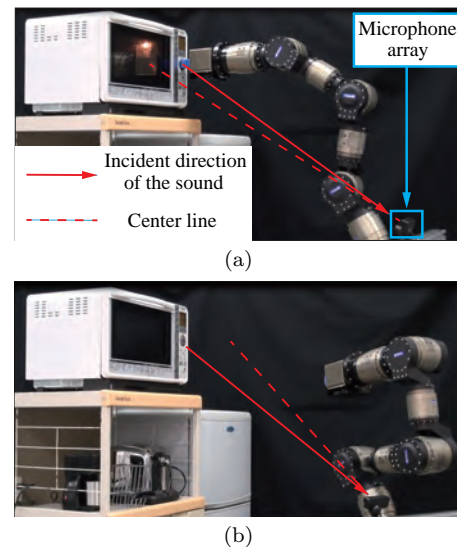 Microphone
array
Incident direction
of the sound
Center line
(a)
(b)